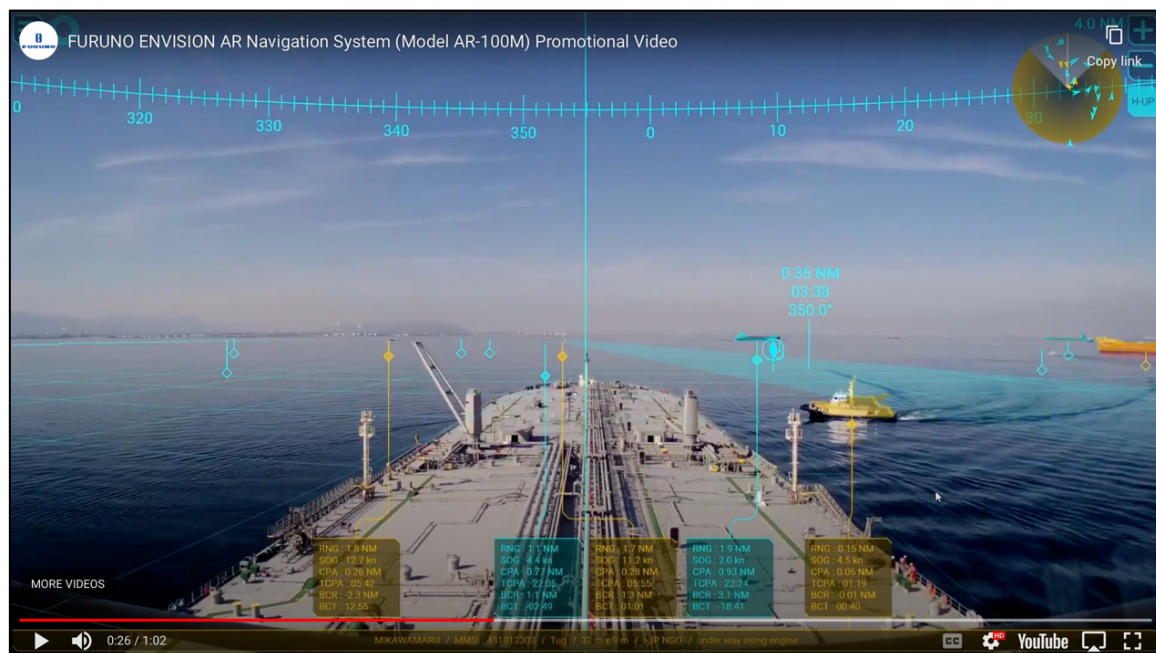 FURUNO
FURUNO ENVISION AR Navigation System (Model AR-100M) Promotional Video
4.0 NM
Copy link
H-UP
0
320
330
340
350
0
10
20
30
0.35 NM
03:38
350.0°
RNG : 1.8 NM
SOG : 12.7 kn
CPA : 0.26 NM
TCPA : 05:42
BCR : 2.3 NM
BCT : 12:55
RNG : 1.1 NM
SOG : 4.4 kn
CPA : 0.77 NM
TCPA : 22:05
BCR : 1.1 NM
BCT : -02:49
RNG : 1.7 NM
SOG : 11.2 kn
CPA : 0.28 NM
TCPA : 05:55
BCR : 1.3 NM
BCT : 01:01
RNG : 1.9 NM
SOG : 2.0 kn
CPA : 0.93 NM
TCPA : 22:24
BCR : 3.1 NM
BCT : -18:41
RNG : 0.15 NM
SOG : 4.5 kn
CPA : 0.06 NM
TCPA : 01:19
BCR : 0.01 NM
BCT : 00:40
MORE VIDEOS
0:26 / 1:02
MIKAWAMARU / MMSI : 431012303 / Tug / 32 m x 9 m / >JP NGO / under way using engine
CC
HD
YouTube